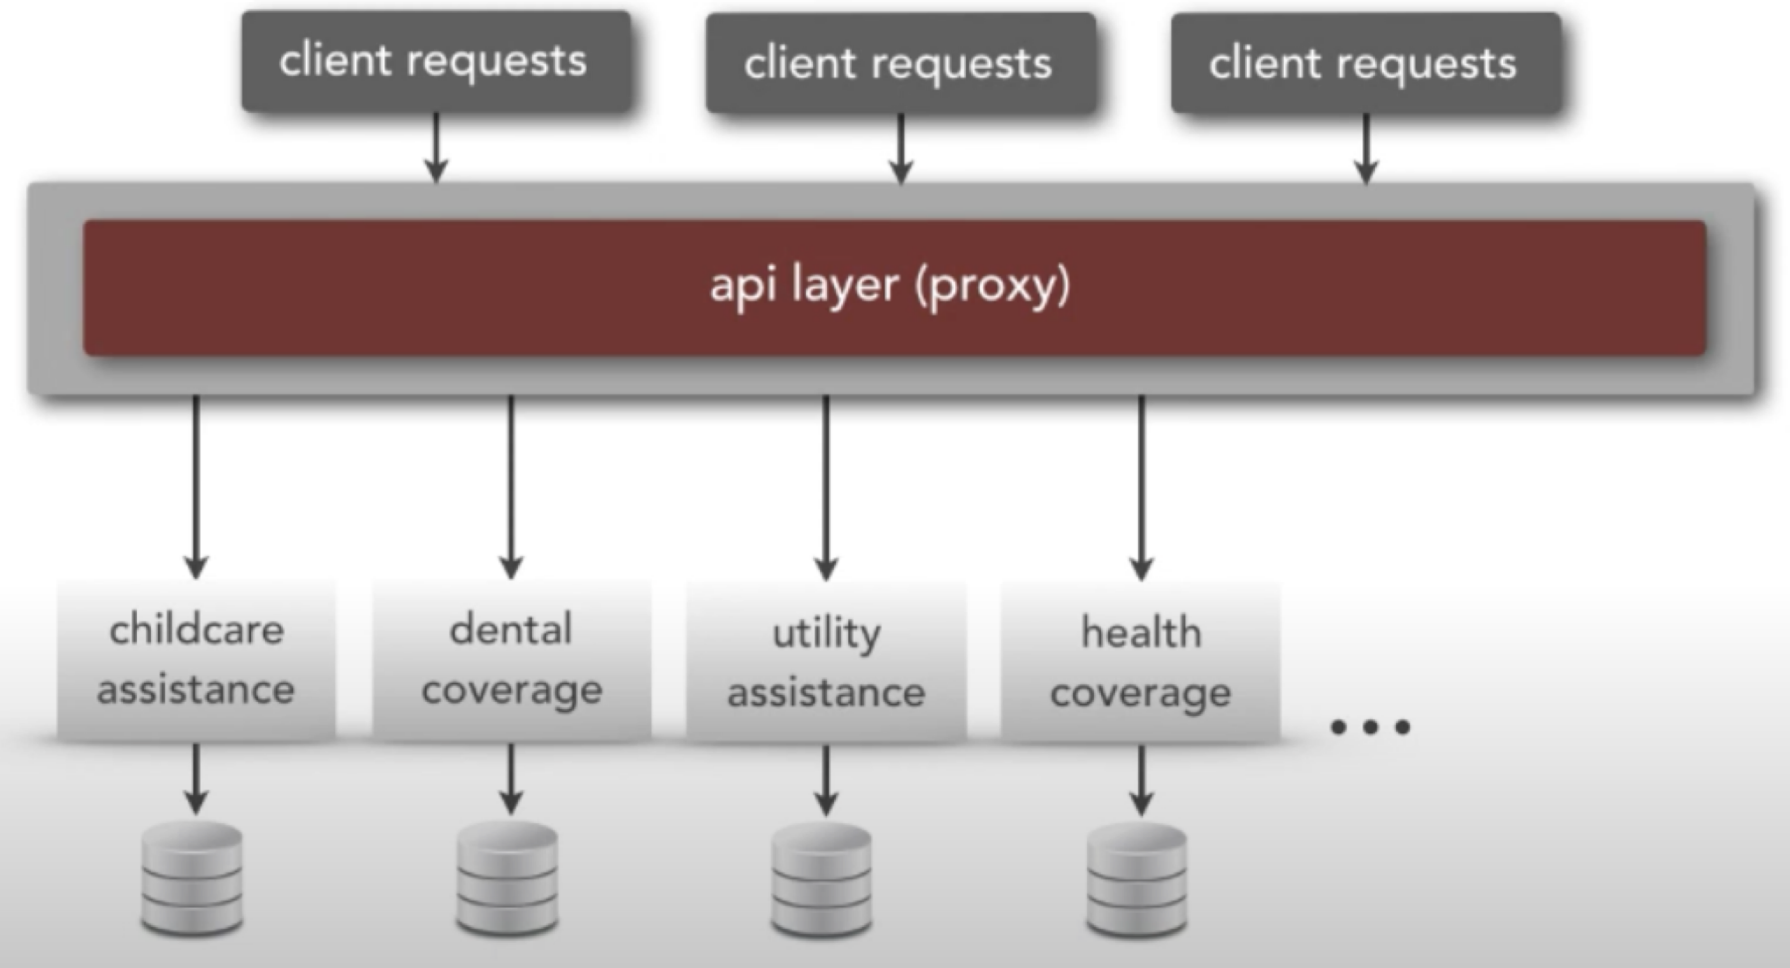 client requests
client requests
client requests
api layer (proxy)
childcare
assistance
dental
coverage
utility
assistance
health
coverage
...